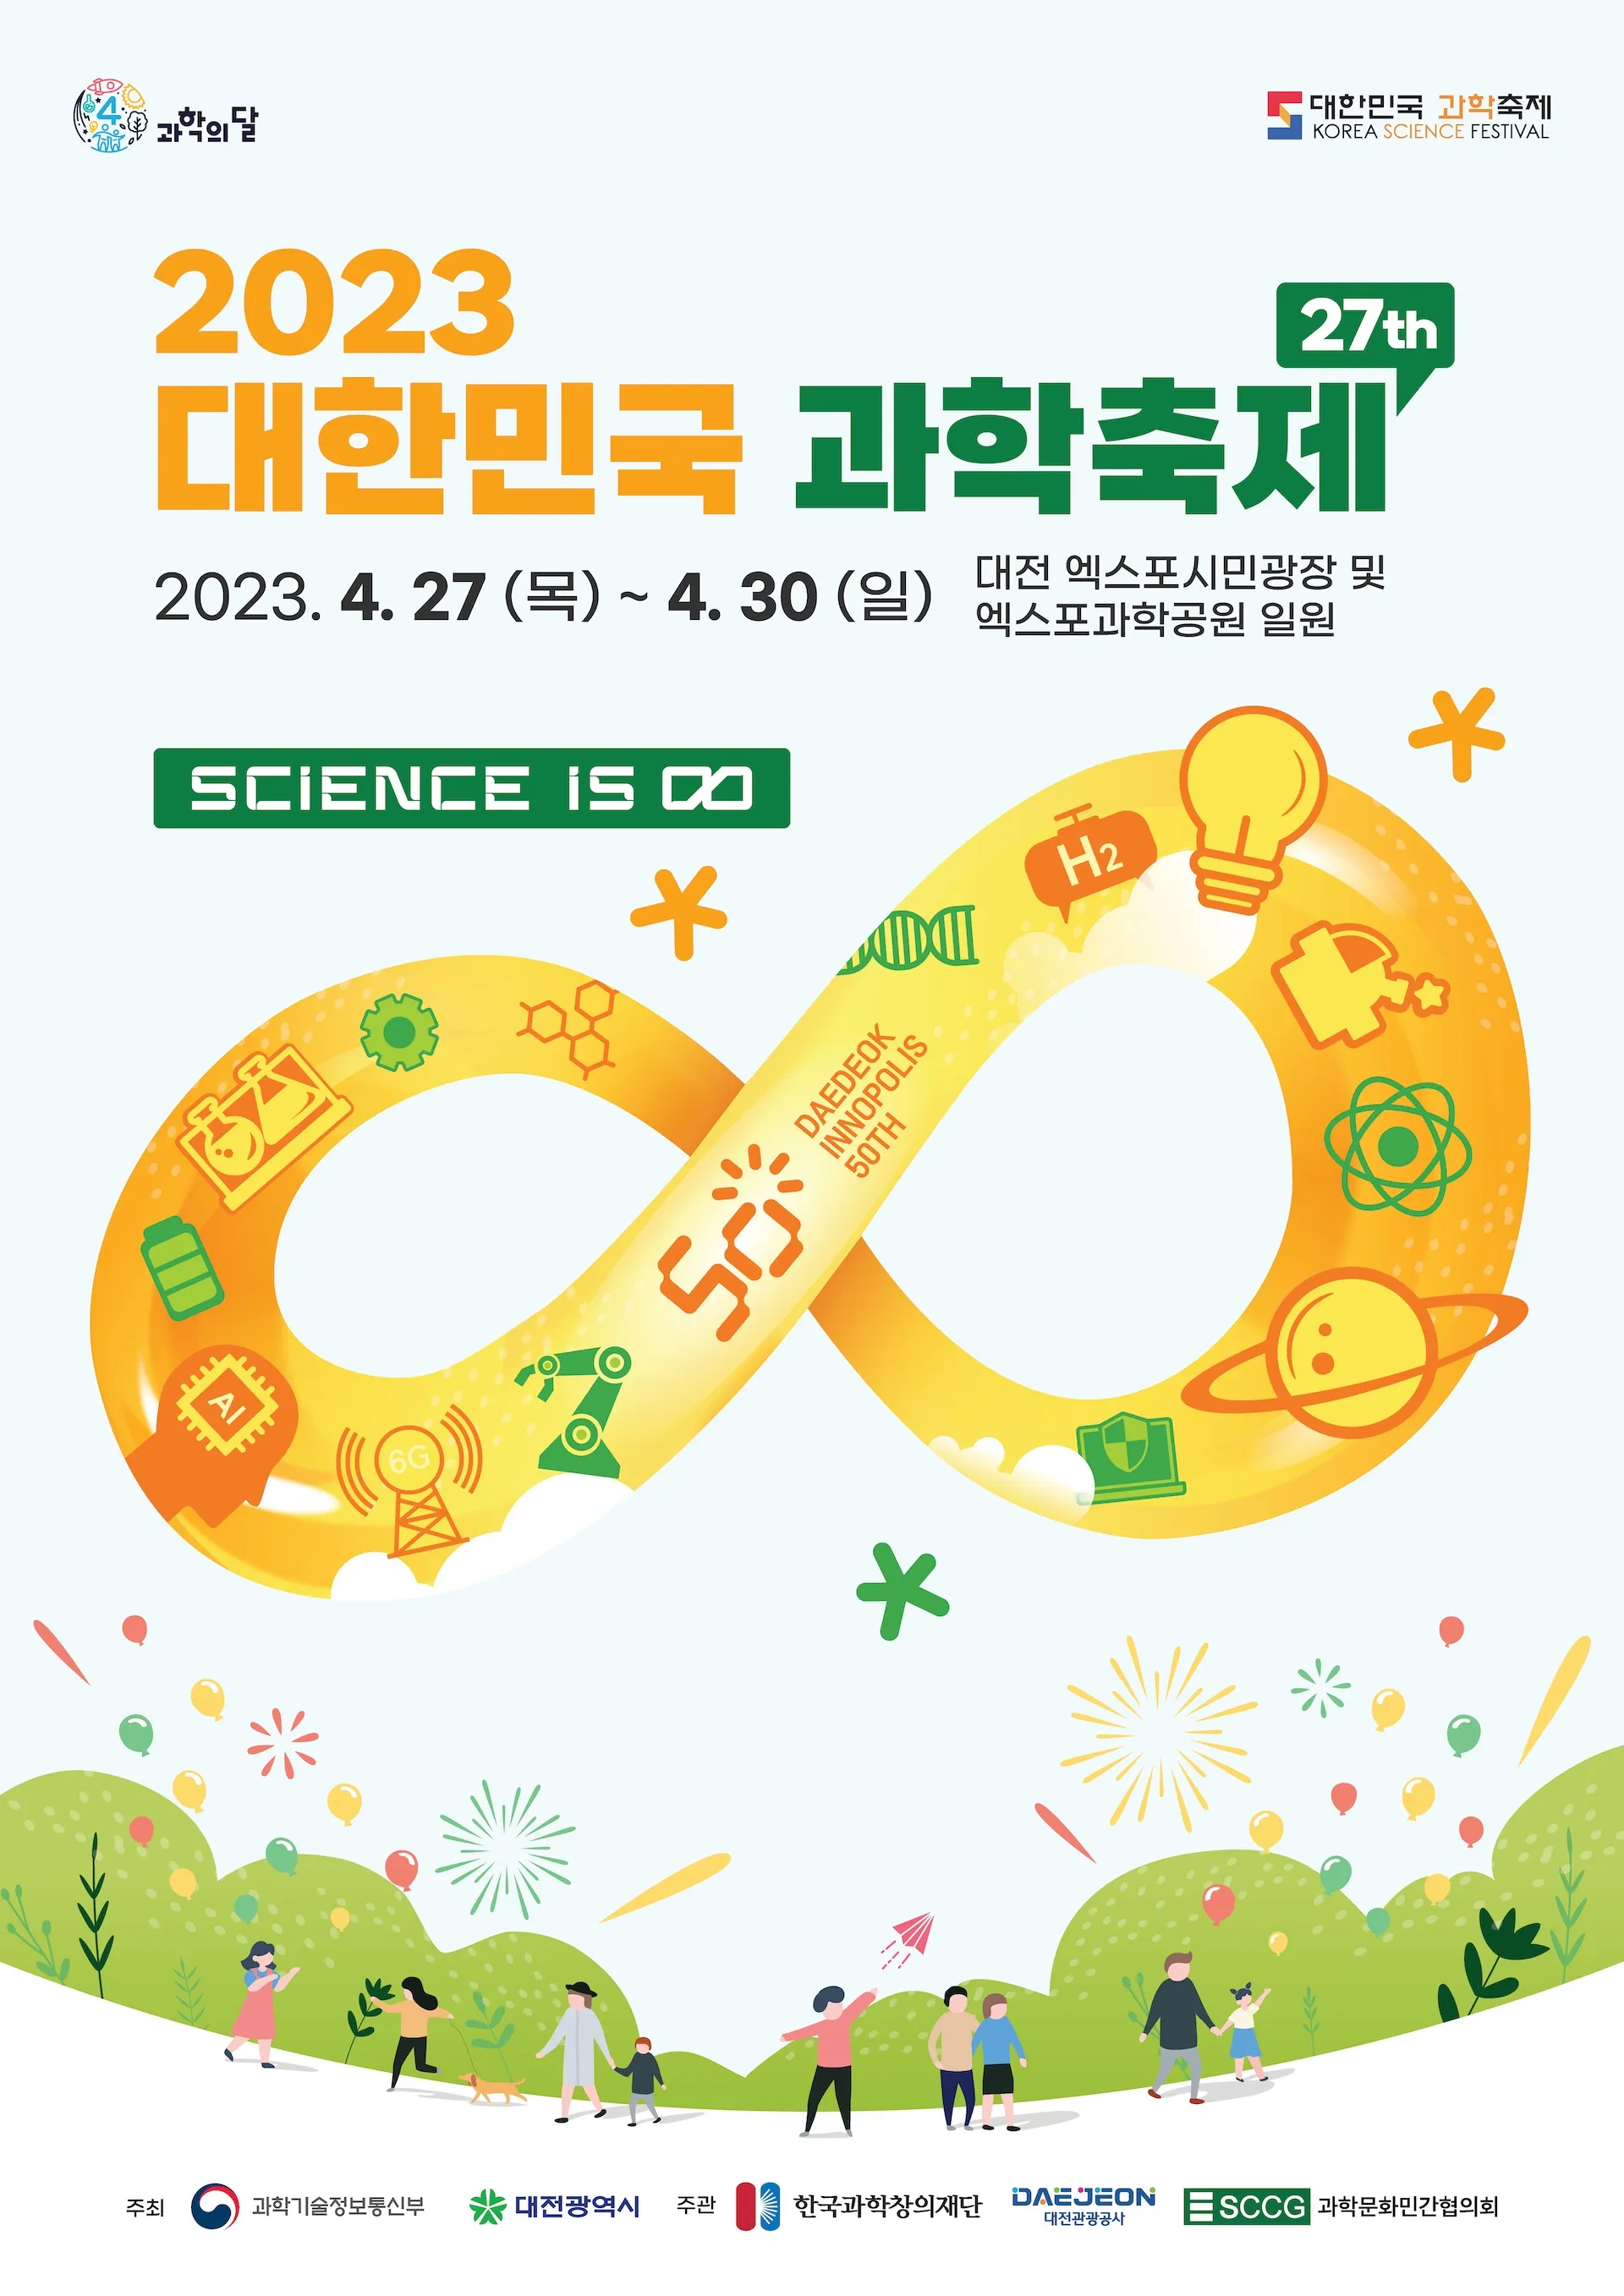 4 과학의 달
대한민국 과학축제
KOREA SCIENCE FESTIVAL
2023
27th
대한민국 과학축제
2023. 4. 27 (목) ~ 4. 30 (일)
대전 엑스포시민광장 및
엑스포과학공원 일원
SCiENCE iS ∞
H2
DAEDEOK
INNOPOLIS
50TH
50
AI
6G
주최 과학기술정보통신부 대전광역시 주관 한국과학창의재단 DAEJEON 대전관광공사 SCCG 과학문화민간협의회